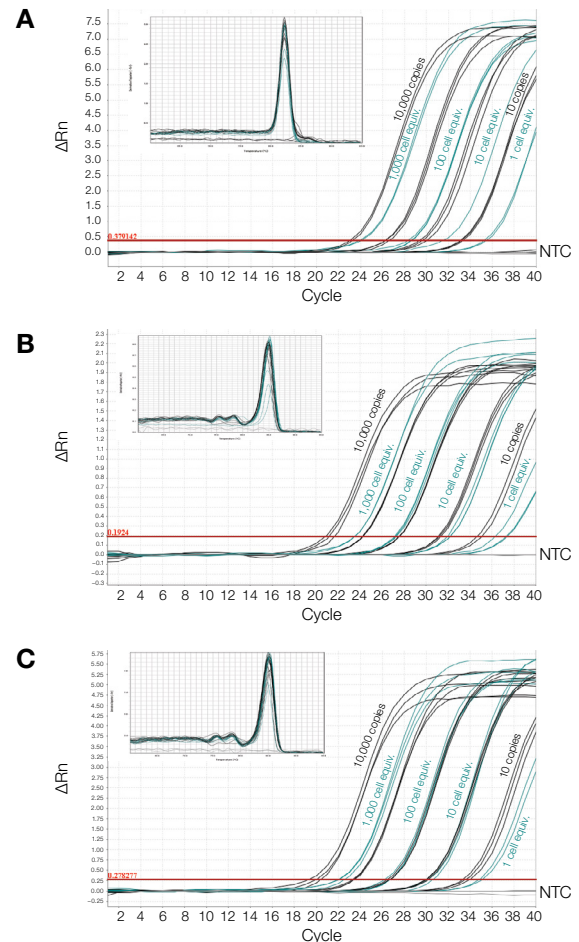 A
7.5
7.0
6.5
6.0
5.5
5.0
4.5
4.0
3.5
3.0
2.5
2.0
1.5
1.0
0.5
0.0
ΔRn
0.379142
10,000 copies
1,000 cell equiv.
100 cell equiv.
10 cell equiv.
10 copies
1 cell equiv.
NTC
Temperature (°C)
2 4 6 8 10 12 14 16 18 20 22 24 26 28 30 32 34 36 38 40
Cycle
B
2.3
2.2
2.1
2.0
1.9
1.8
1.7
1.6
1.5
1.4
1.3
1.2
1.1
1.0
0.9
0.8
0.7
0.6
0.5
0.4
0.3
0.2
0.1
0.0
−0.1
−0.2
−0.3
ΔRn
0.1924
10,000 copies
1,000 cell equiv.
100 cell equiv.
10 cell equiv.
10 copies
1 cell equiv.
NTC
2 4 6 8 10 12 14 16 18 20 22 24 26 28 30 32 34 36 38 40
Cycle
C
5.75
5.50
5.25
5.00
4.75
4.50
4.25
4.00
3.75
3.50
3.25
3.00
2.75
2.50
2.25
2.00
1.75
1.50
1.25
1.00
0.75
0.50
0.25
0.00
−0.25
ΔRn
0.278277
10,000 copies
1,000 cell equiv.
100 cell equiv.
10 cell equiv.
10 copies
1 cell equiv.
NTC
2 4 6 8 10 12 14 16 18 20 22 24 26 28 30 32 34 36 38 40
Cycle